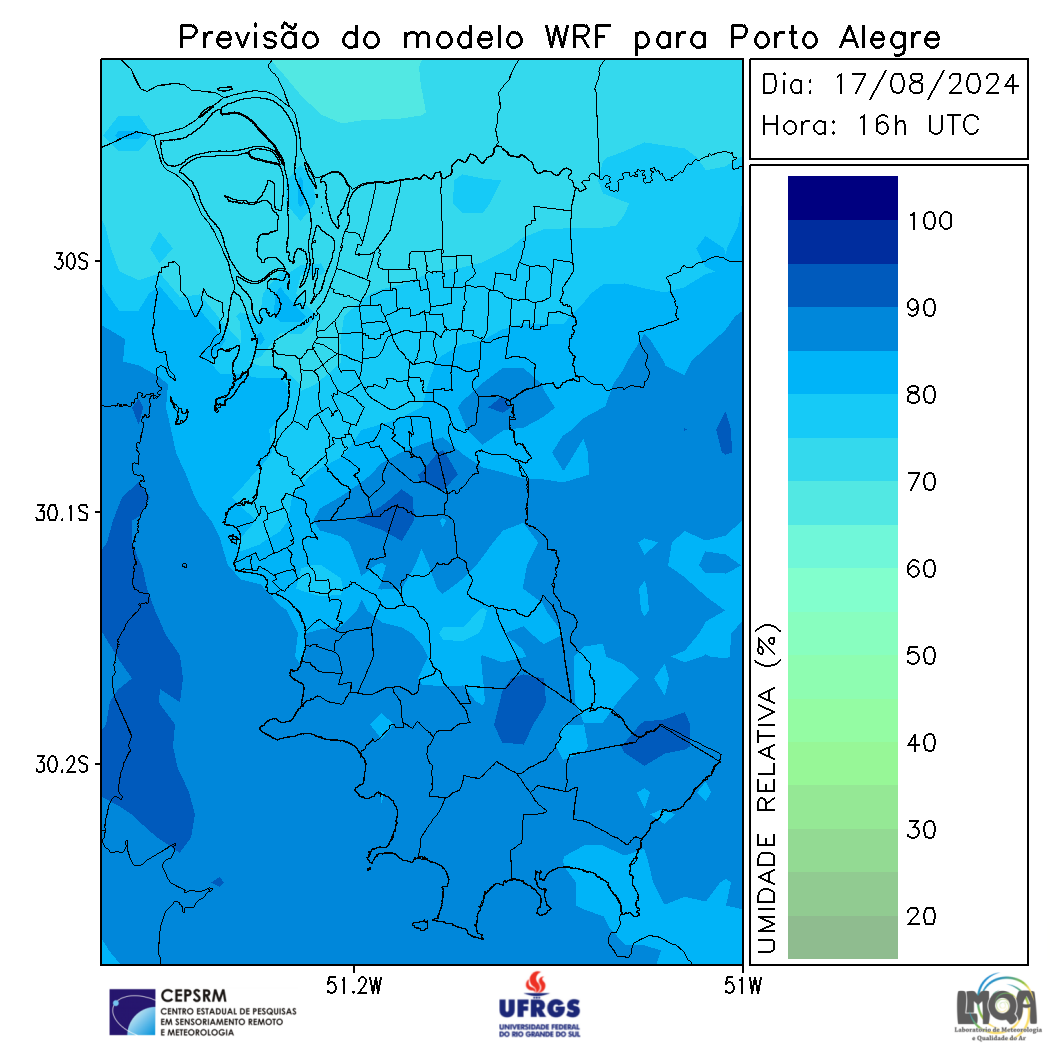 Previsão do modelo WRF para Porto Alegre
Dia: 17/08/2024
Hora: 16h UTC
30S
30.1S
30.2S
51.2W
51W
100
90
80
70
60
50
40
30
20
UMIDADE RELATIVA (%)
CEPSRM
CENTRO ESTADUAL DE PESQUISAS
EM SENSORIAMENTO REMOTO
E METEOROLOGIA
UFRGS
UNIVERSIDADE FEDERAL
DO RIO GRANDE DO SUL
LMQA
Laboratório de Meteorologia
e Qualidade do Ar